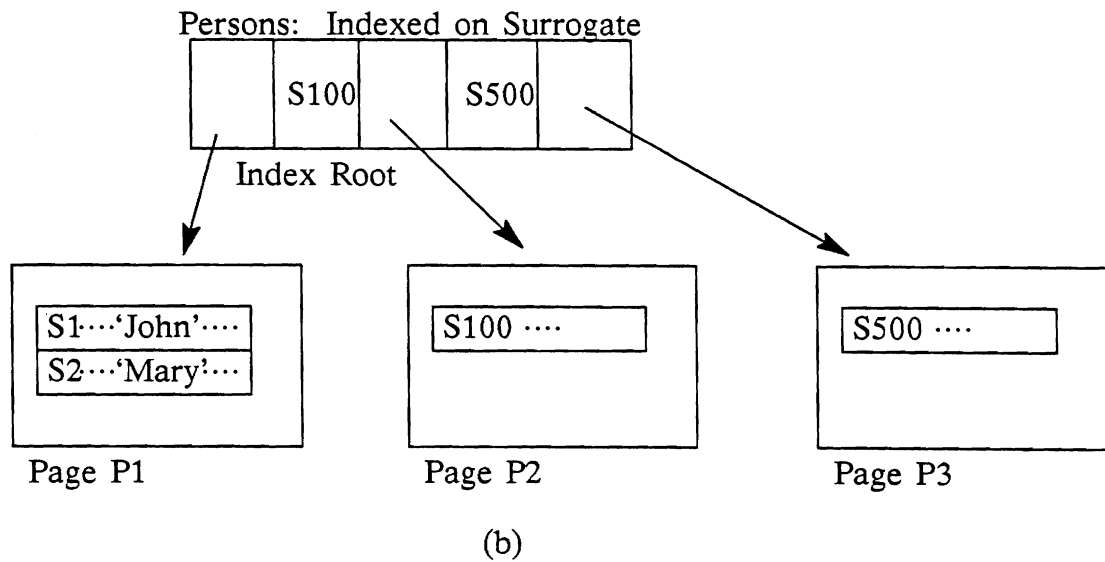 Persons: Indexed on Surrogate
S100 S500
Index Root
S1····‘John’····
S2····‘Mary’····
S100 ····
S500 ····
Page P1 Page P2 Page P3
(b)